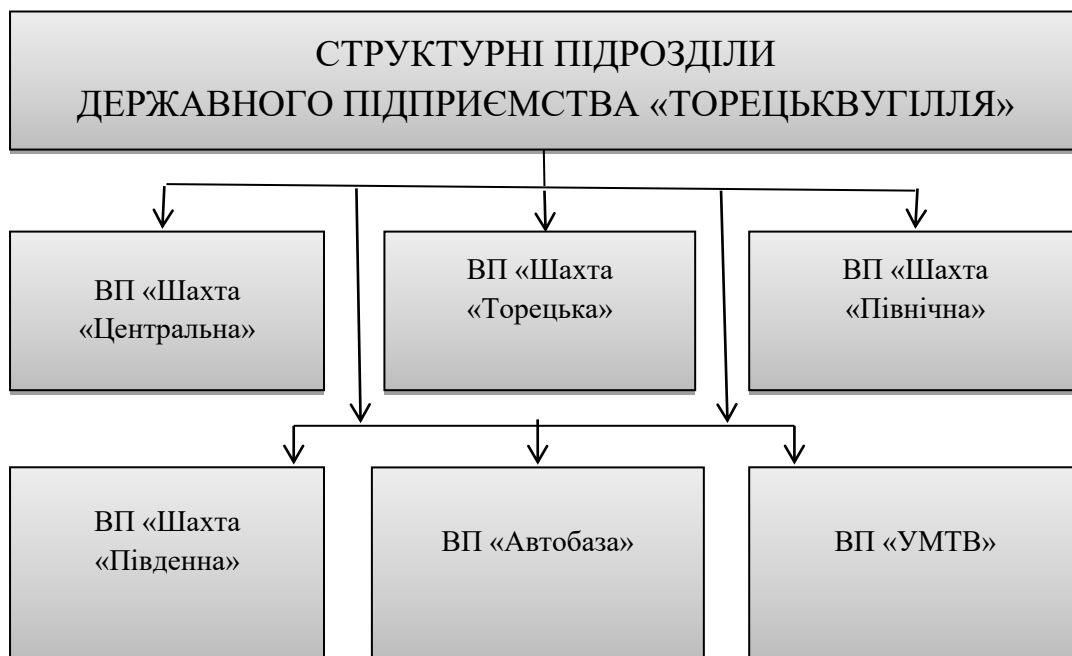 СТРУКТУРНІ ПІДРОЗДІЛИ
ДЕРЖАВНОГО ПІДПРИЄМСТВА «ТОРЕЦЬКВУГІЛЛЯ»
ВП «Шахта
«Центральна»
ВП «Шахта
«Торецька»
ВП «Шахта
«Північна»
ВП «Шахта
«Південна»
ВП «Автобаза»
ВП «УМТВ»